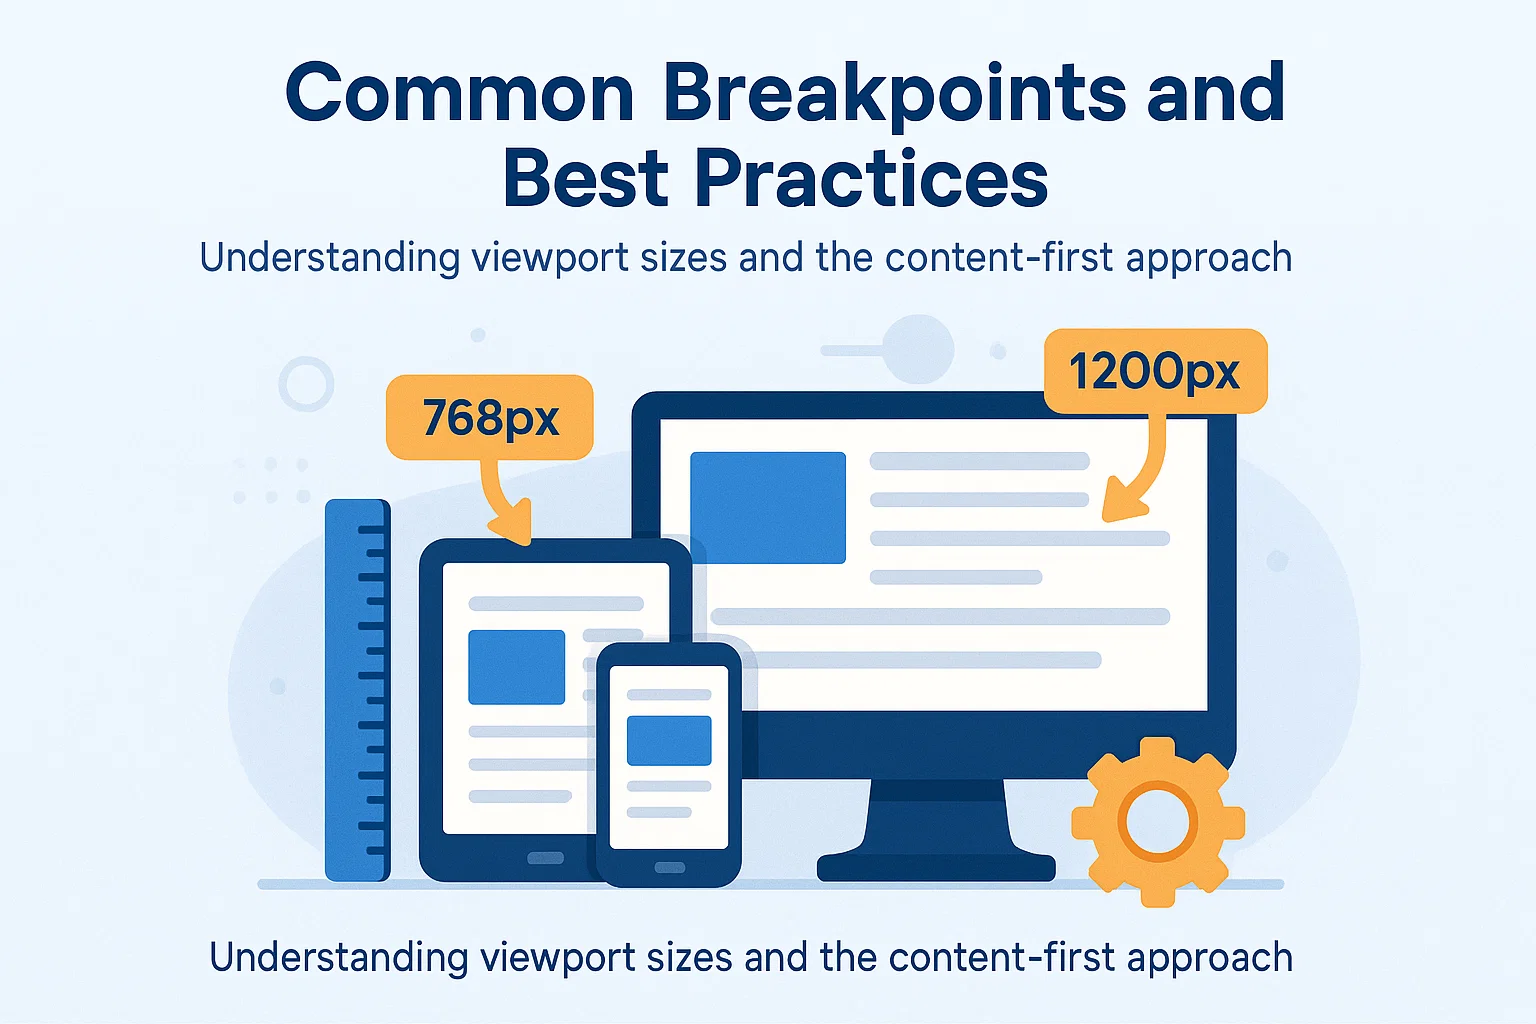 Common Breakpoints and
Best Practices
Understanding viewport sizes and the content-first approach
768px
1200px
Understanding viewport sizes and the content-first approach